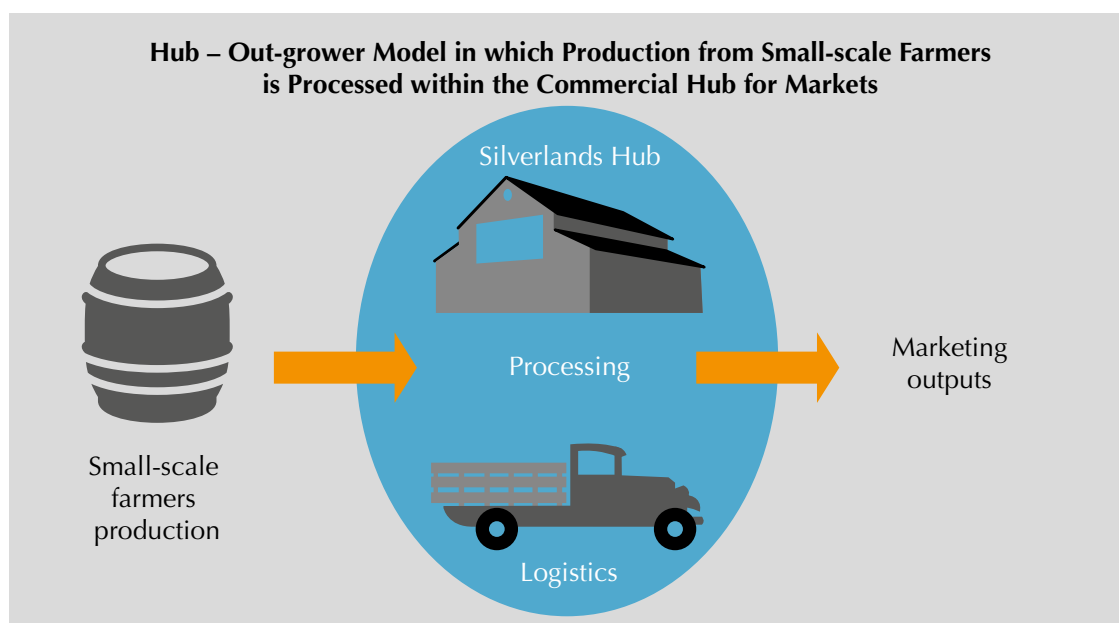 Hub – Out-grower Model in which Production from Small-scale Farmers
is Processed within the Commercial Hub for Markets
Silverlands Hub
Processing
Logistics
Small-scale
farmers
production
Marketing
outputs